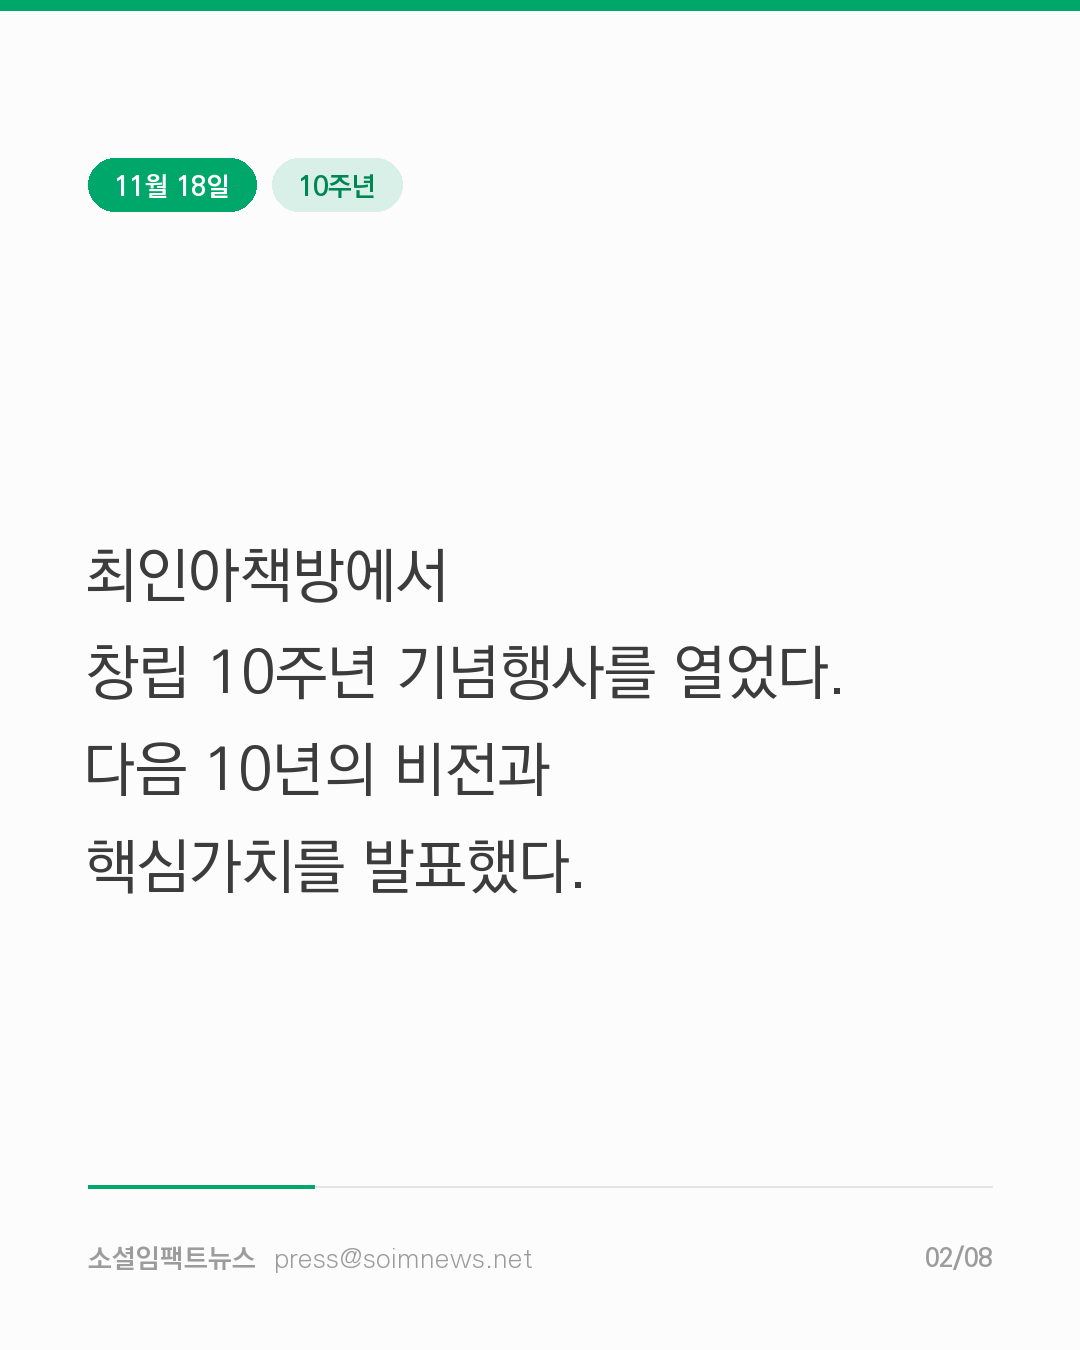 11월 18일 10주년
최인아책방에서
창립 10주년 기념행사를 열었다.
다음 10년의 비전과
핵심가치를 발표했다.
소셜임팩트뉴스 press@soimnews.net 02/08